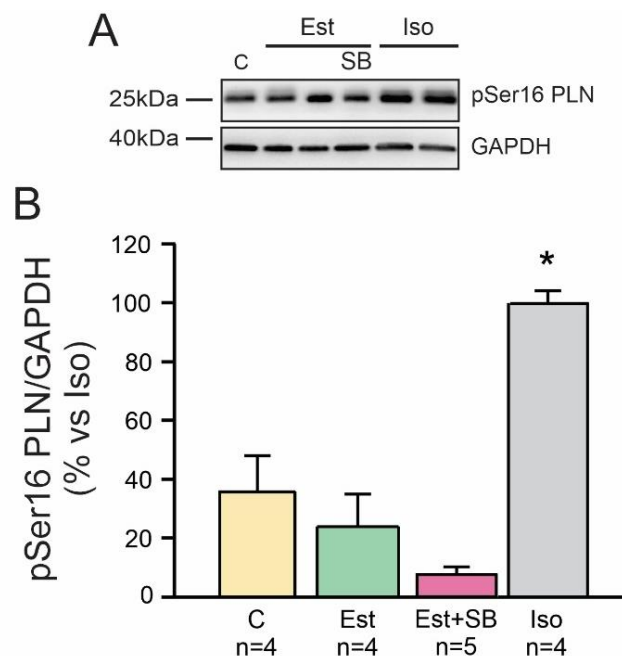 A
Est Iso
C SB
25kDa pSer16 PLN
40kDa GAPDH
B
pSer16 PLN/GAPDH
(% vs Iso)
120
100
80
60
40
20
0
*
C Est Est+SB Iso
n=4 n=4 n=5 n=4